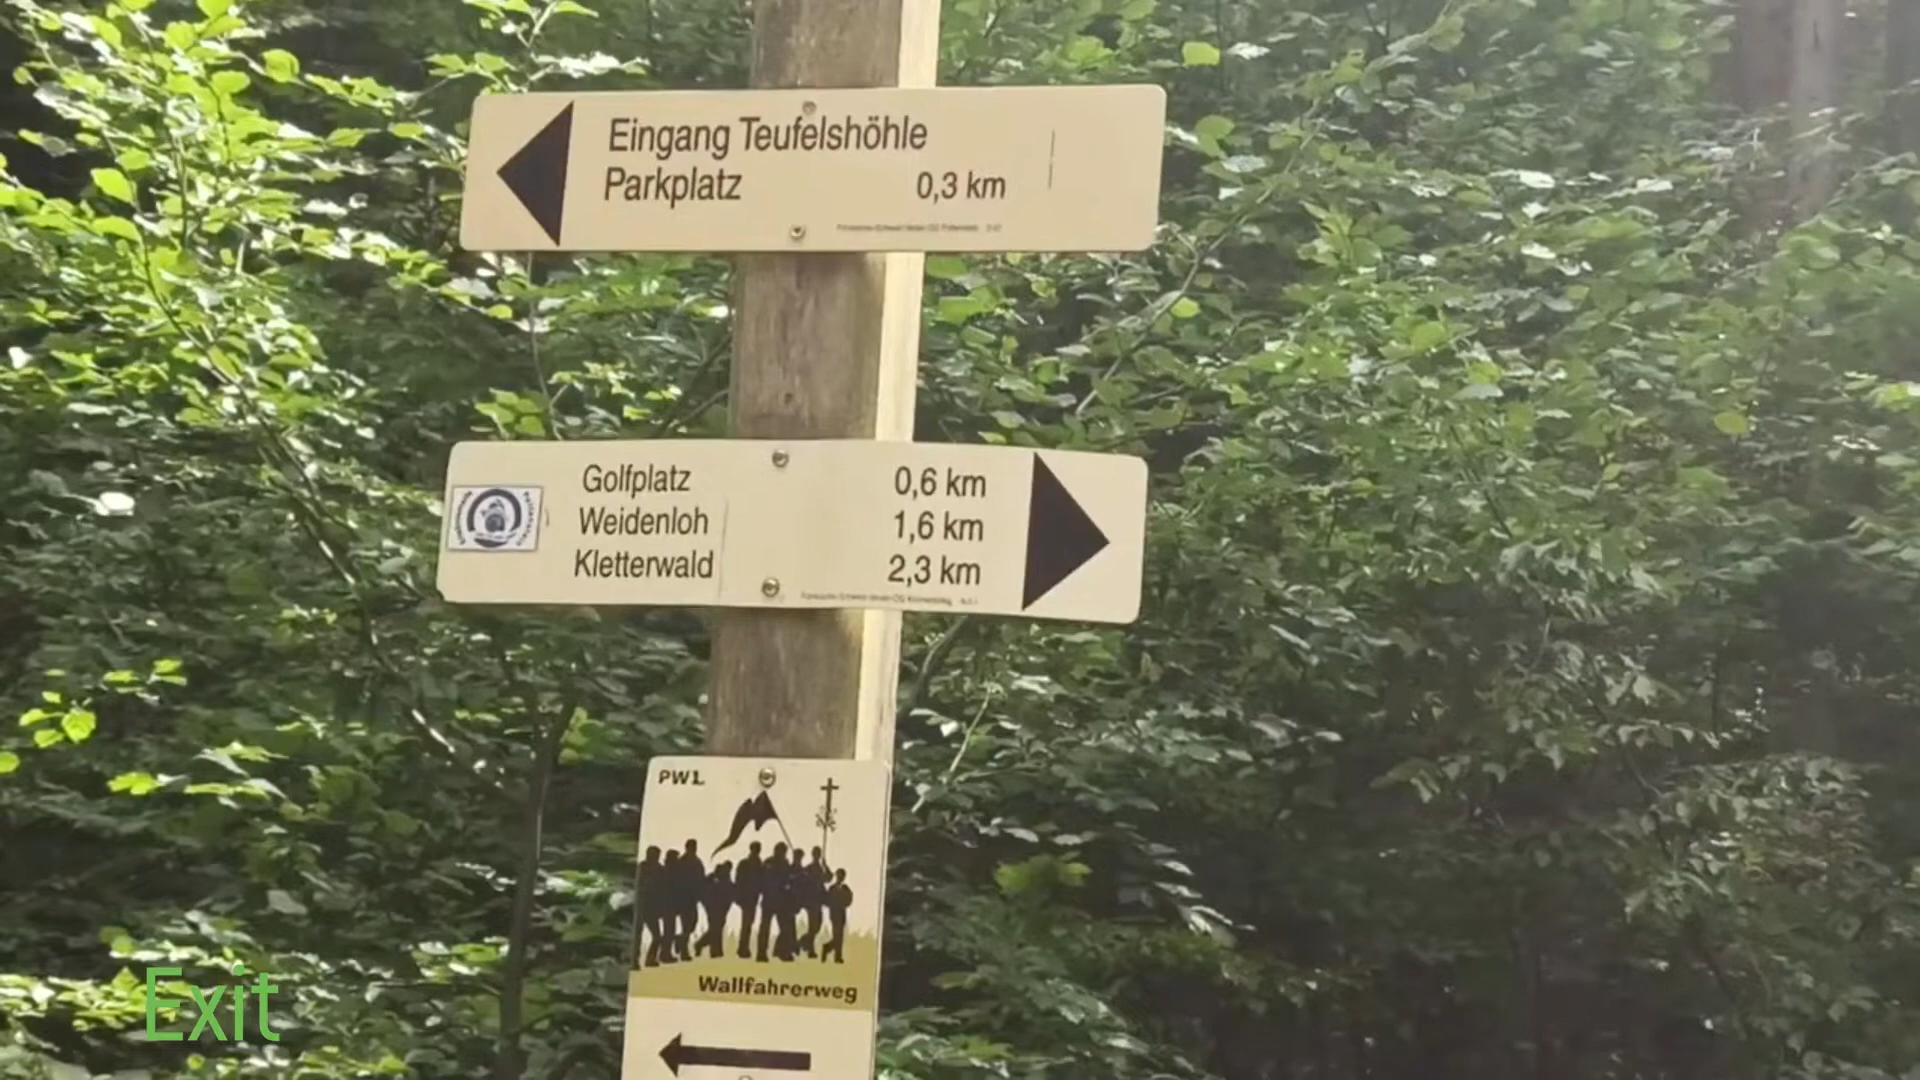 Eingang Teufelshöhle
Parkplatz 0,3 km
Golfplatz 0,6 km
Weidenloh 1,6 km
Kletterwald 2,3 km
PW1
Wallfahrerweg
Exit